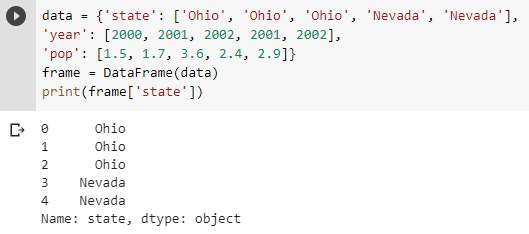 data = {'state': ['Ohio', 'Ohio', 'Ohio', 'Nevada', 'Nevada'],
'year': [2000, 2001, 2002, 2001, 2002],
'pop': [1.5, 1.7, 3.6, 2.4, 2.9]}
frame = DataFrame(data)
print(frame['state'])
0      Ohio
1      Ohio
2      Ohio
3    Nevada
4    Nevada
Name: state, dtype: object